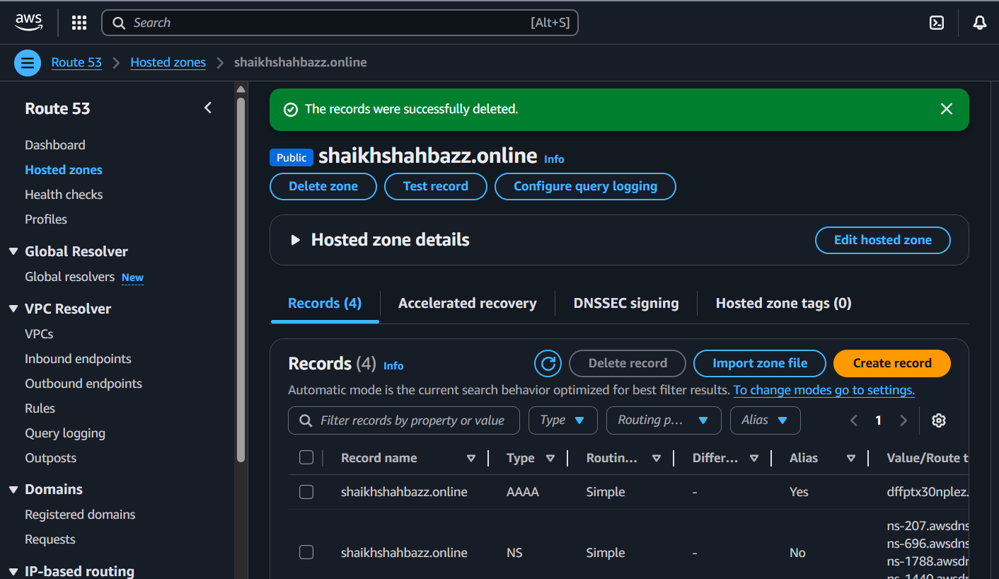 aws
Search [Alt+S]
Route 53 Hosted zones shaikhshahbazz.online
Route 53
Dashboard
Hosted zones
Health checks
Profiles
Global Resolver
Global resolvers New
VPC Resolver
VPCs
Inbound endpoints
Outbound endpoints
Rules
Query logging
Outposts
Domains
Registered domains
Requests
IP-based routing
The records were successfully deleted.
Public shaikhshahbazz.online Info
Delete zone Test record Configure query logging
Hosted zone details Edit hosted zone
Records (4) Accelerated recovery DNSSEC signing Hosted zone tags (0)
Records (4) Info Delete record Import zone file Create record
Automatic mode is the current search behavior optimized for best filter results. To change modes go to settings.
Filter records by property or value Type Routing p... Alias 1
Record name Type Routin... Differ... Alias Value/Route t
shaikhshahbazz.online AAAA Simple - Yes dffptx30nplez.
ns-207.awsdns
ns-696.awsdns
shaikhshahbazz.online NS Simple - No
ns-1788.awsdn
ns-1440.awsdn